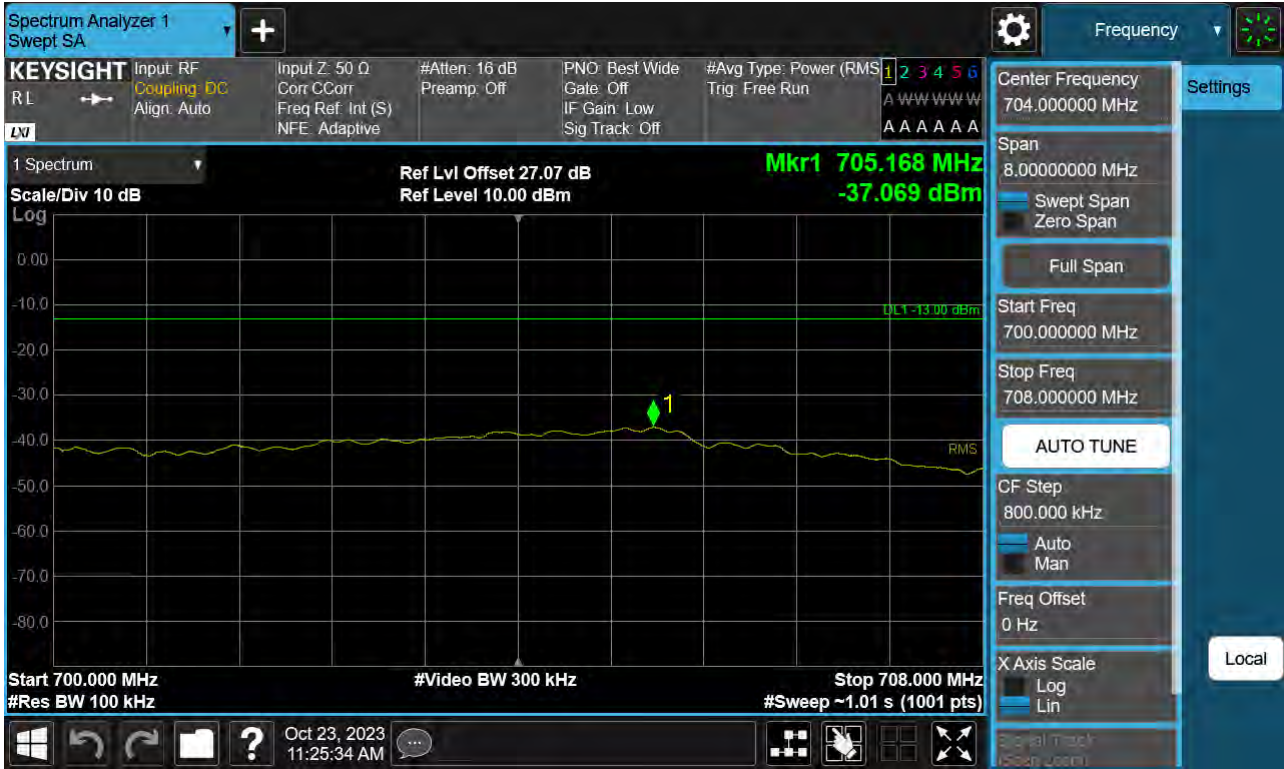 Spectrum Analyzer 1
Swept SA
+
Frequency
KEYSIGHT
RL
LXI
Input: RF
Coupling: DC
Align: Auto
Input Z: 50 Ω
Corr CCorr
Freq Ref: Int (S)
NFE: Adaptive
#Atten: 16 dB
Preamp: Off
PNO: Best Wide
Gate: Off
IF Gain: Low
Sig Track: Off
#Avg Type: Power (RMS
Trig: Free Run
1 2 3 4 5 6
A W W W W W
A A A A A A
1 Spectrum
Scale/Div 10 dB
Log
Ref Lvl Offset 27.07 dB
Ref Level 10.00 dBm
Mkr1 705.168 MHz
-37.069 dBm
0.00
-10.0
DL1 -13.00 dBm
-20.0
-30.0
1
-40.0
RMS
-50.0
-60.0
-70.0
-80.0
Start 700.000 MHz
#Video BW 300 kHz
Stop 708.000 MHz
#Res BW 100 kHz
#Sweep ~1.01 s (1001 pts)
Center Frequency
704.000000 MHz
Settings
Span
8.00000000 MHz
Swept Span
Zero Span
Full Span
Start Freq
700.000000 MHz
Stop Freq
708.000000 MHz
AUTO TUNE
CF Step
800.000 kHz
Auto
Man
Freq Offset
0 Hz
X Axis Scale
Log
Lin
Local
Signal Track
(Span Zoom)
?
Oct 23, 2023
11:25:34 AM